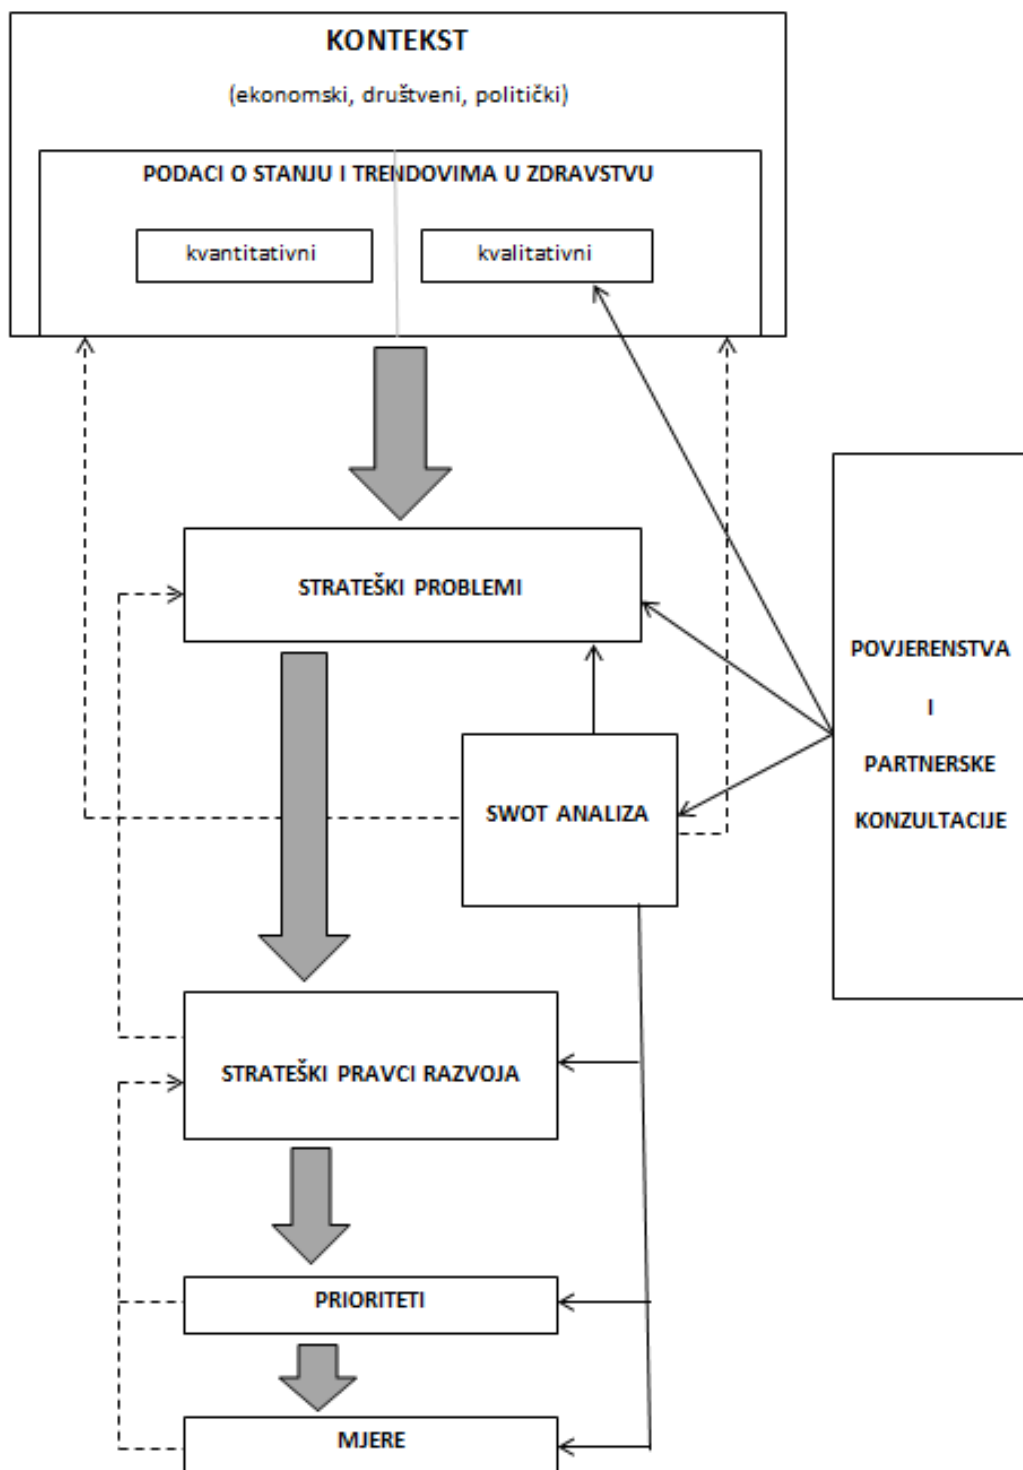 KONTEKST
(ekonomski, društveni, politički)
PODACI O STANJU I TRENDOVIMA U ZDRAVSTVU
kvantitativni
kvalitativni
STRATEŠKI PROBLEMI
POVJERENSTVA
I
PARTNERSKE
KONZULTACIJE
SWOT ANALIZA
STRATEŠKI PRAVCI RAZVOJA
PRIORITETI
MJERE